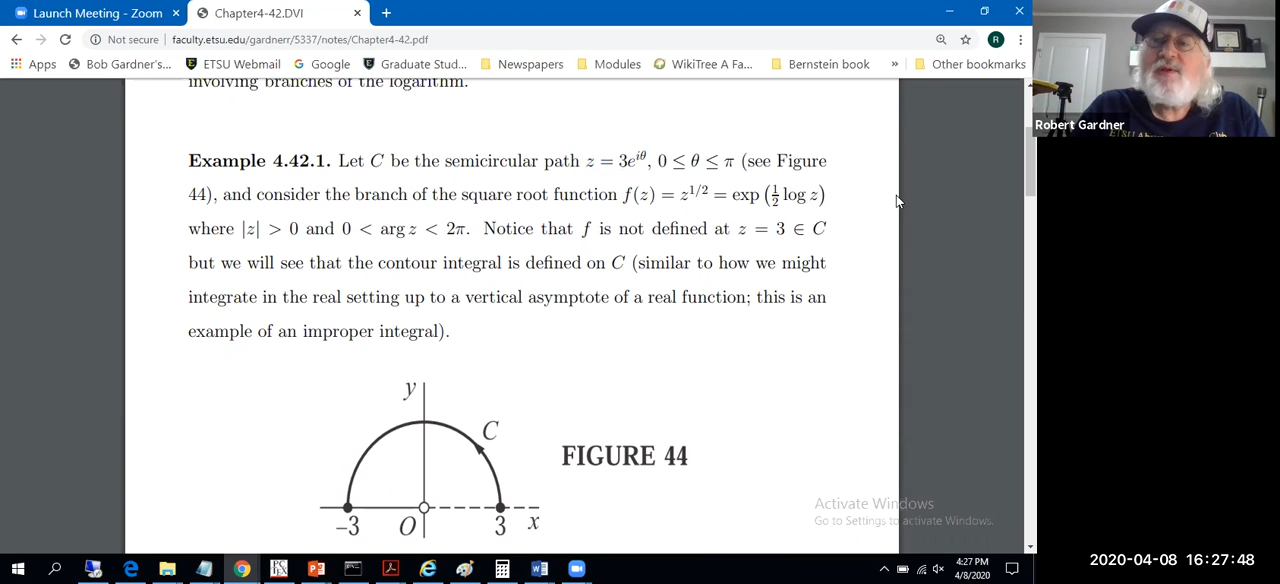 Launch Meeting - Zoom
Chapter4-42.DVI
Not secure | faculty.etsu.edu/gardnerr/5337/notes/Chapter4-42.pdf
R
Apps Bob Gardner's... ETSU Webmail Google Graduate Stud... Newspapers Modules WikiTree A Fa... Bernstein book » Other bookmarks
involving branches of the logarithm.
Robert Gardner
Example 4.42.1. Let C be the semicircular path z = 3e^{iθ}, 0 ≤ θ ≤ π (see Figure
44), and consider the branch of the square root function f(z) = z^{1/2} = exp (½ log z)
where |z| > 0 and 0 < arg z < 2π. Notice that f is not defined at z = 3 ∈ C
but we will see that the contour integral is defined on C (similar to how we might
integrate in the real setting up to a vertical asymptote of a real function; this is an
example of an improper integral).
y
C
FIGURE 44
−3 O 3 x
Activate Windows
Go to Settings to activate Windows.
4:27 PM
4/8/2020
2020-04-08 16:27:48